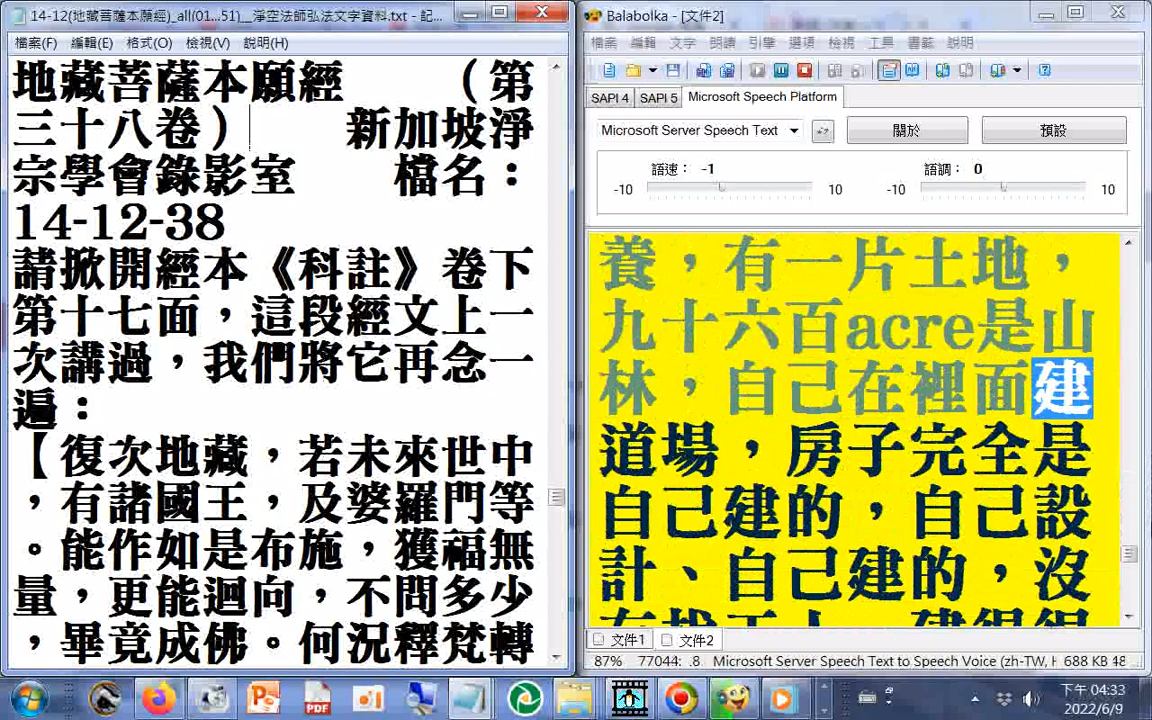 14-12(地藏菩薩本願經)_all(01...51)__淨空法師弘法文字資料.txt - 記...
檔案(F) 編輯(E) 格式(O) 檢視(V) 說明(H)
地藏菩薩本願經　　（第
三十八卷）　　新加坡淨
宗學會錄影室　　檔名：
14-12-38
請掀開經本《科註》卷下
第十七面，這段經文上一
次講過，我們將它再念一
遍：
【復次地藏，若未來世中
，有諸國王，及婆羅門等
。能作如是布施，獲福無
量，更能迴向，不問多少
，畢竟成佛。何況釋梵轉
Balabolka - [文件2]
檔案 編輯 文字 朗讀 引擎 選項 檢視 工具 書籤 說明
SAPI 4 SAPI 5 Microsoft Speech Platform
Microsoft Server Speech Text 關於 預設
語速： -1 語調： 0
-10 10 -10 10
養，有一片土地，
九十六百acre是山
林，自己在裡面建
道場，房子完全是
自己建的，自己設
計、自己建的，沒
文件1 文件2
87% 77044: .8 Microsoft Server Speech Text to Speech Voice (zh-TW, H 688 KB 48
PDF
下午 04:33
2022/6/9